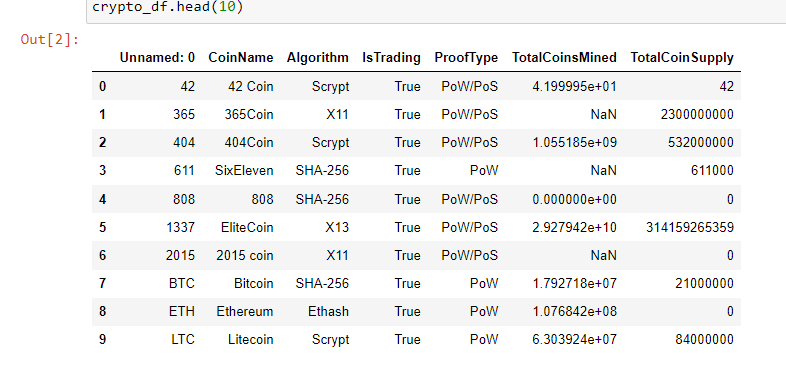 crypto_df.head(10)
Out[2]:
Unnamed: 0 CoinName Algorithm IsTrading ProofType TotalCoinsMined TotalCoinSupply
0 42 42 Coin Scrypt True PoW/PoS 4.199995e+01 42
1 365 365Coin X11 True PoW/PoS NaN 2300000000
2 404 404Coin Scrypt True PoW/PoS 1.055185e+09 532000000
3 611 SixEleven SHA-256 True PoW NaN 611000
4 808 808 SHA-256 True PoW/PoS 0.000000e+00 0
5 1337 EliteCoin X13 True PoW/PoS 2.927942e+10 314159265359
6 2015 2015 coin X11 True PoW/PoS NaN 0
7 BTC Bitcoin SHA-256 True PoW 1.792718e+07 21000000
8 ETH Ethereum Ethash True PoW 1.076842e+08 0
9 LTC Litecoin Scrypt True PoW 6.303924e+07 84000000